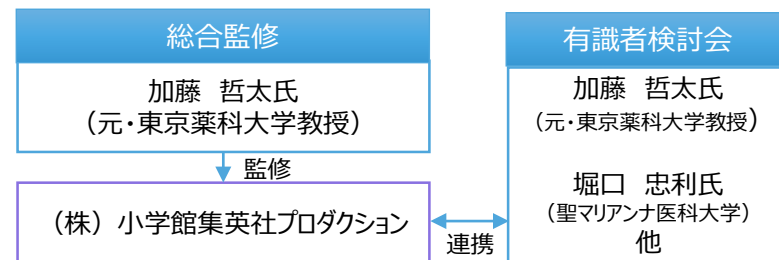 総合監修
加藤 哲太氏
（元・東京薬科大学教授）
監修
（株）小学館集英社プロダクション
連携
有識者検討会
加藤 哲太氏
（元・東京薬科大学教授）
堀口 忠利氏
（聖マリアンナ医科大学）
他